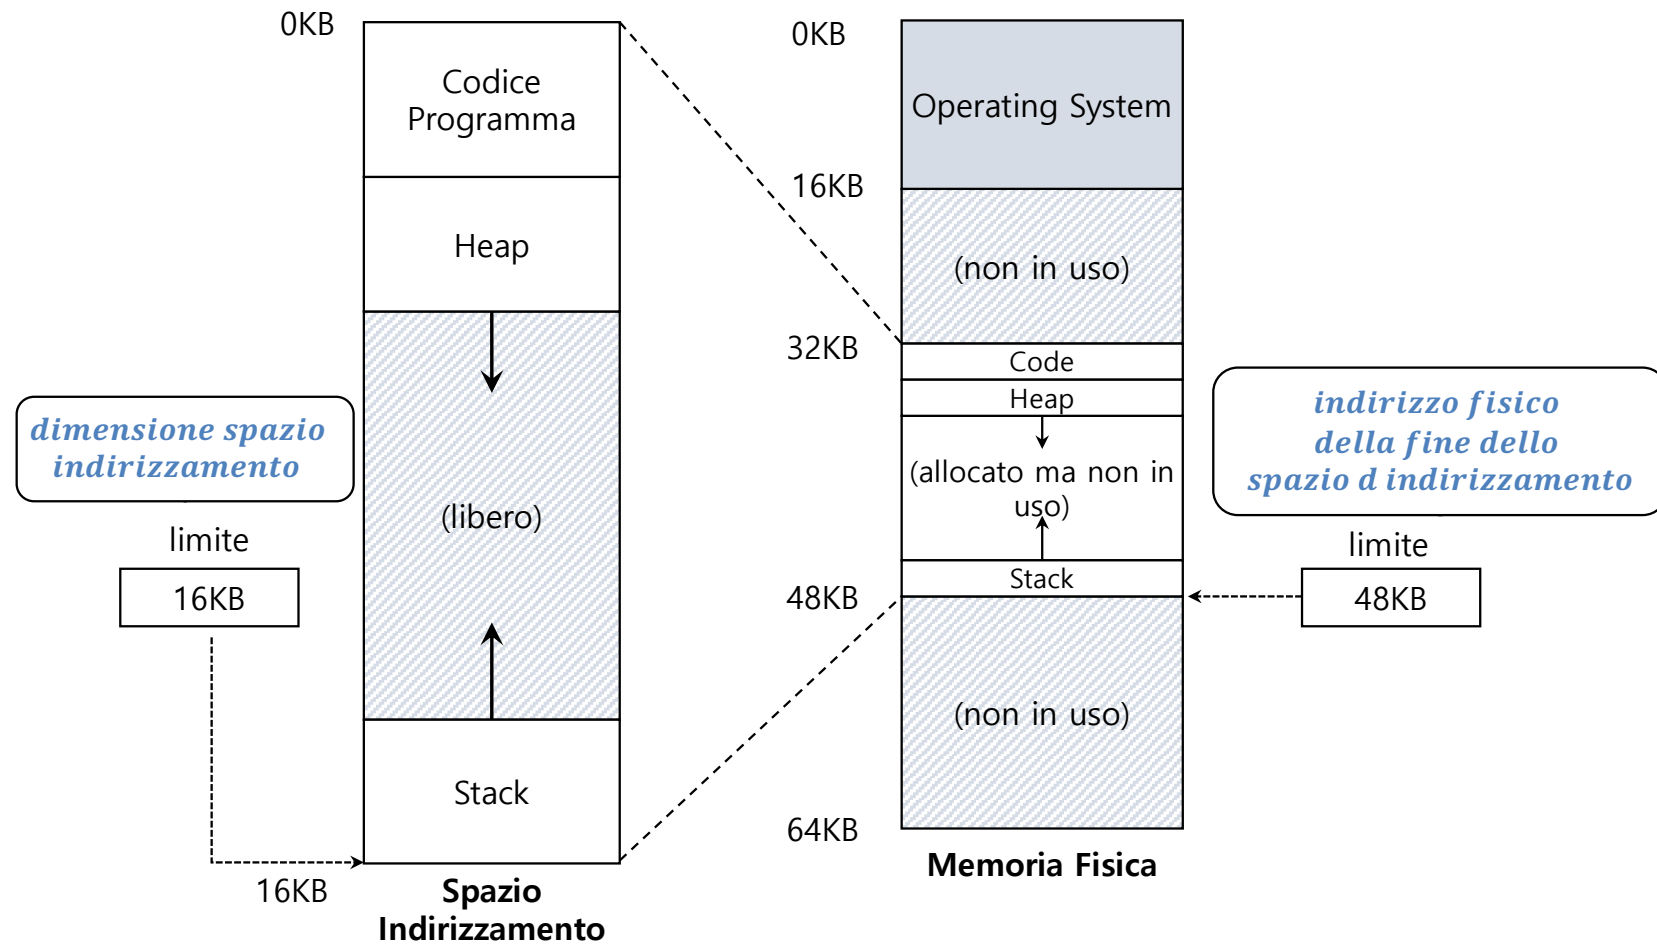 0KB
Codice
Programma
Heap
dimensione spazio
indirizzamento
(libero)
limite
16KB
Stack
16KB
Spazio
Indirizzamento
0KB
Operating System
16KB
(non in uso)
32KB
Code
Heap
(allocato ma non in
uso)
Stack
48KB
(non in uso)
64KB
Memoria Fisica
indirizzo fisico
della fine dello
spazio d indirizzamento
limite
48KB